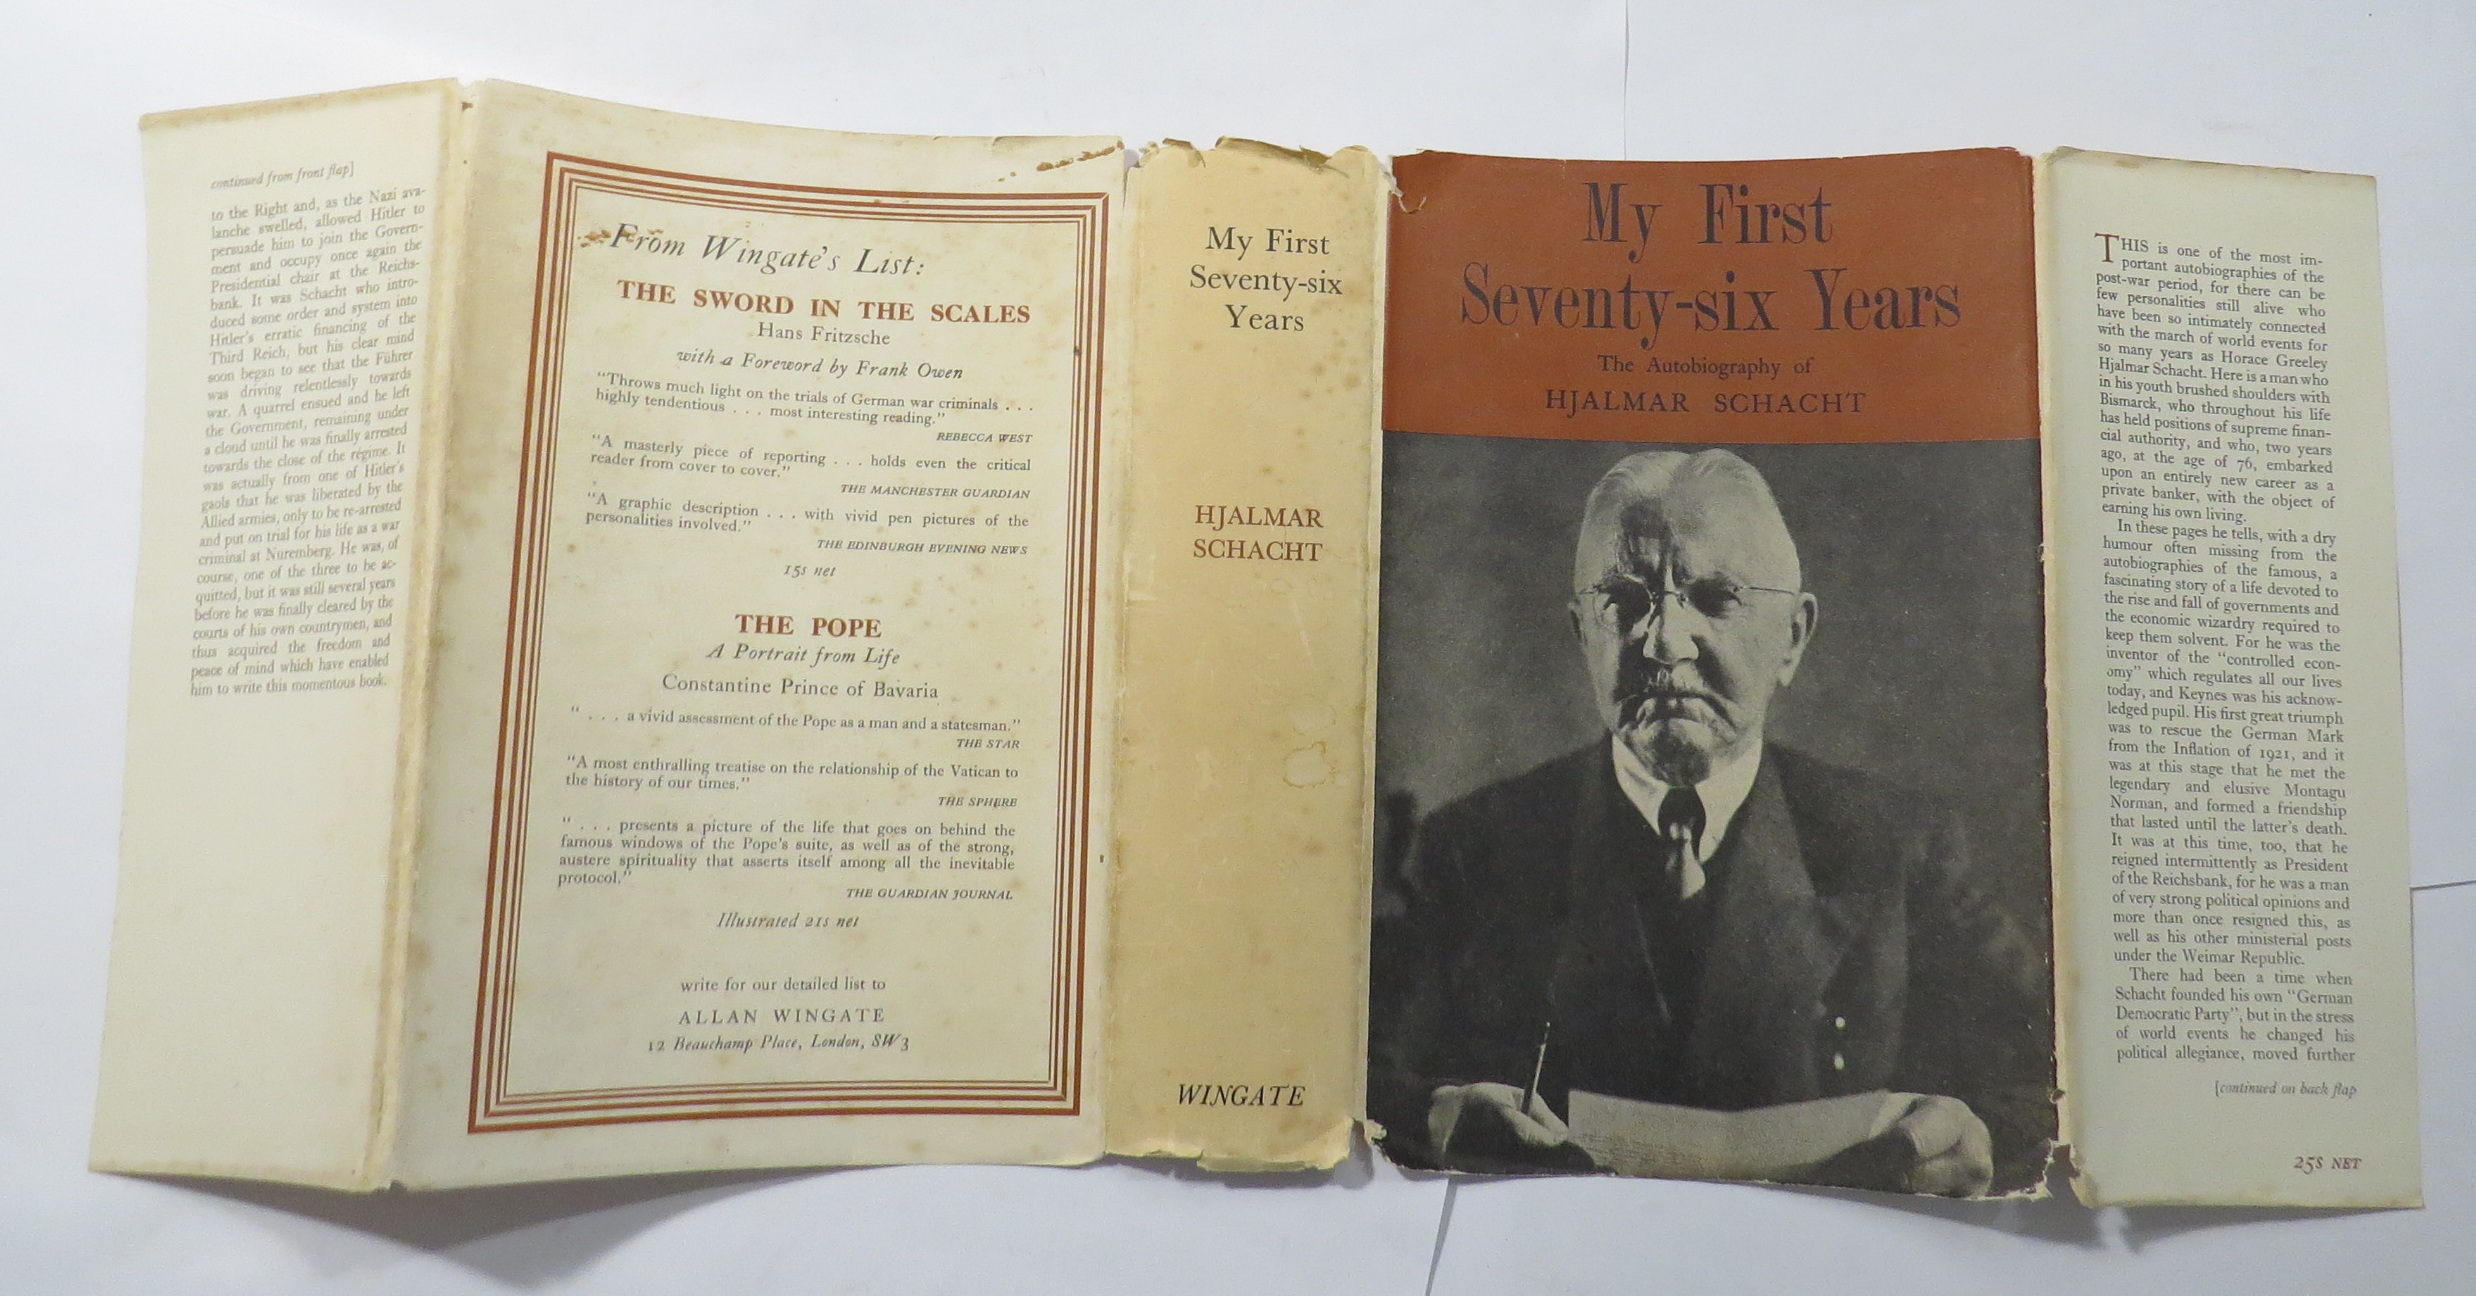 continued from front flap]
to the Right and, as the Nazi ava-
lanche swelled, allowed Hitler to
persuade him to join the Govern-
ment and occupy once again the
Presidential chair at the Reichs-
bank. It was Schacht who intro-
duced some order and system into
Hitler's erratic financing of the
Third Reich, but his clear mind
soon began to see that the Führer
was driving relentlessly towards
war. A quarrel ensued and he left
the Government, remaining under
a cloud until he was finally arrested
towards the close of the régime. It
was actually from one of Hitler's
gaols that he was liberated by the
Allied armies, only to be re-arrested
and put on trial for his life as a war
criminal at Nuremberg. He was, of
course, one of the three to be ac-
quitted, but it was still several years
before he was finally cleared by the
courts of his own countrymen, and
thus acquired the freedom and
peace of mind which have enabled
him to write this momentous book.
From Wingate's List:
THE SWORD IN THE SCALES
Hans Fritzsche
with a Foreword by Frank Owen
"Throws much light on the trials of German war criminals . . .
highly tendentious . . . most interesting reading."
REBECCA WEST
"A masterly piece of reporting . . . holds even the critical
reader from cover to cover."
THE MANCHESTER GUARDIAN
"A graphic description . . . with vivid pen pictures of the
personalities involved."
THE EDINBURGH EVENING NEWS
15s net
THE POPE
A Portrait from Life
Constantine Prince of Bavaria
" . . . a vivid assessment of the Pope as a man and a statesman."
THE STAR
"A most enthralling treatise on the relationship of the Vatican to
the history of our times."
THE SPHERE
" . . . presents a picture of the life that goes on behind the
famous windows of the Pope's suite, as well as of the strong,
austere spirituality that asserts itself among all the inevitable
protocol."
THE GUARDIAN JOURNAL
Illustrated 21s net
write for our detailed list to
ALLAN WINGATE
12 Beauchamp Place, London, SW3
My First
Seventy-six
Years
HJALMAR
SCHACHT
WINGATE
My First
Seventy-six Years
The Autobiography of
HJALMAR SCHACHT
THIS is one of the most im-
portant autobiographies of the
post-war period, for there can be
few personalities still alive who
have been so intimately connected
with the march of world events for
so many years as Horace Greeley
Hjalmar Schacht. Here is a man who
in his youth brushed shoulders with
Bismarck, who throughout his life
has held positions of supreme finan-
cial authority, and who, two years
ago, at the age of 76, embarked
upon an entirely new career as a
private banker, with the object of
earning his own living.
In these pages he tells, with a dry
humour often missing from the
autobiographies of the famous, a
fascinating story of a life devoted to
the rise and fall of governments and
the economic wizardry required to
keep them solvent. For he was the
inventor of the "controlled econ-
omy" which regulates all our lives
today, and Keynes was his acknow-
ledged pupil. His first great triumph
was to rescue the German Mark
from the Inflation of 1921, and it
was at this stage that he met the
legendary and elusive Montagu
Norman, and formed a friendship
that lasted until the latter's death.
It was at this time, too, that he
reigned intermittently as President
of the Reichsbank, for he was a man
of very strong political opinions and
more than once resigned this, as
well as his other ministerial posts
under the Weimar Republic.
There had been a time when
Schacht founded his own "German
Democratic Party", but in the stress
of world events he changed his
political allegiance, moved further
[continued on back flap
25S NET